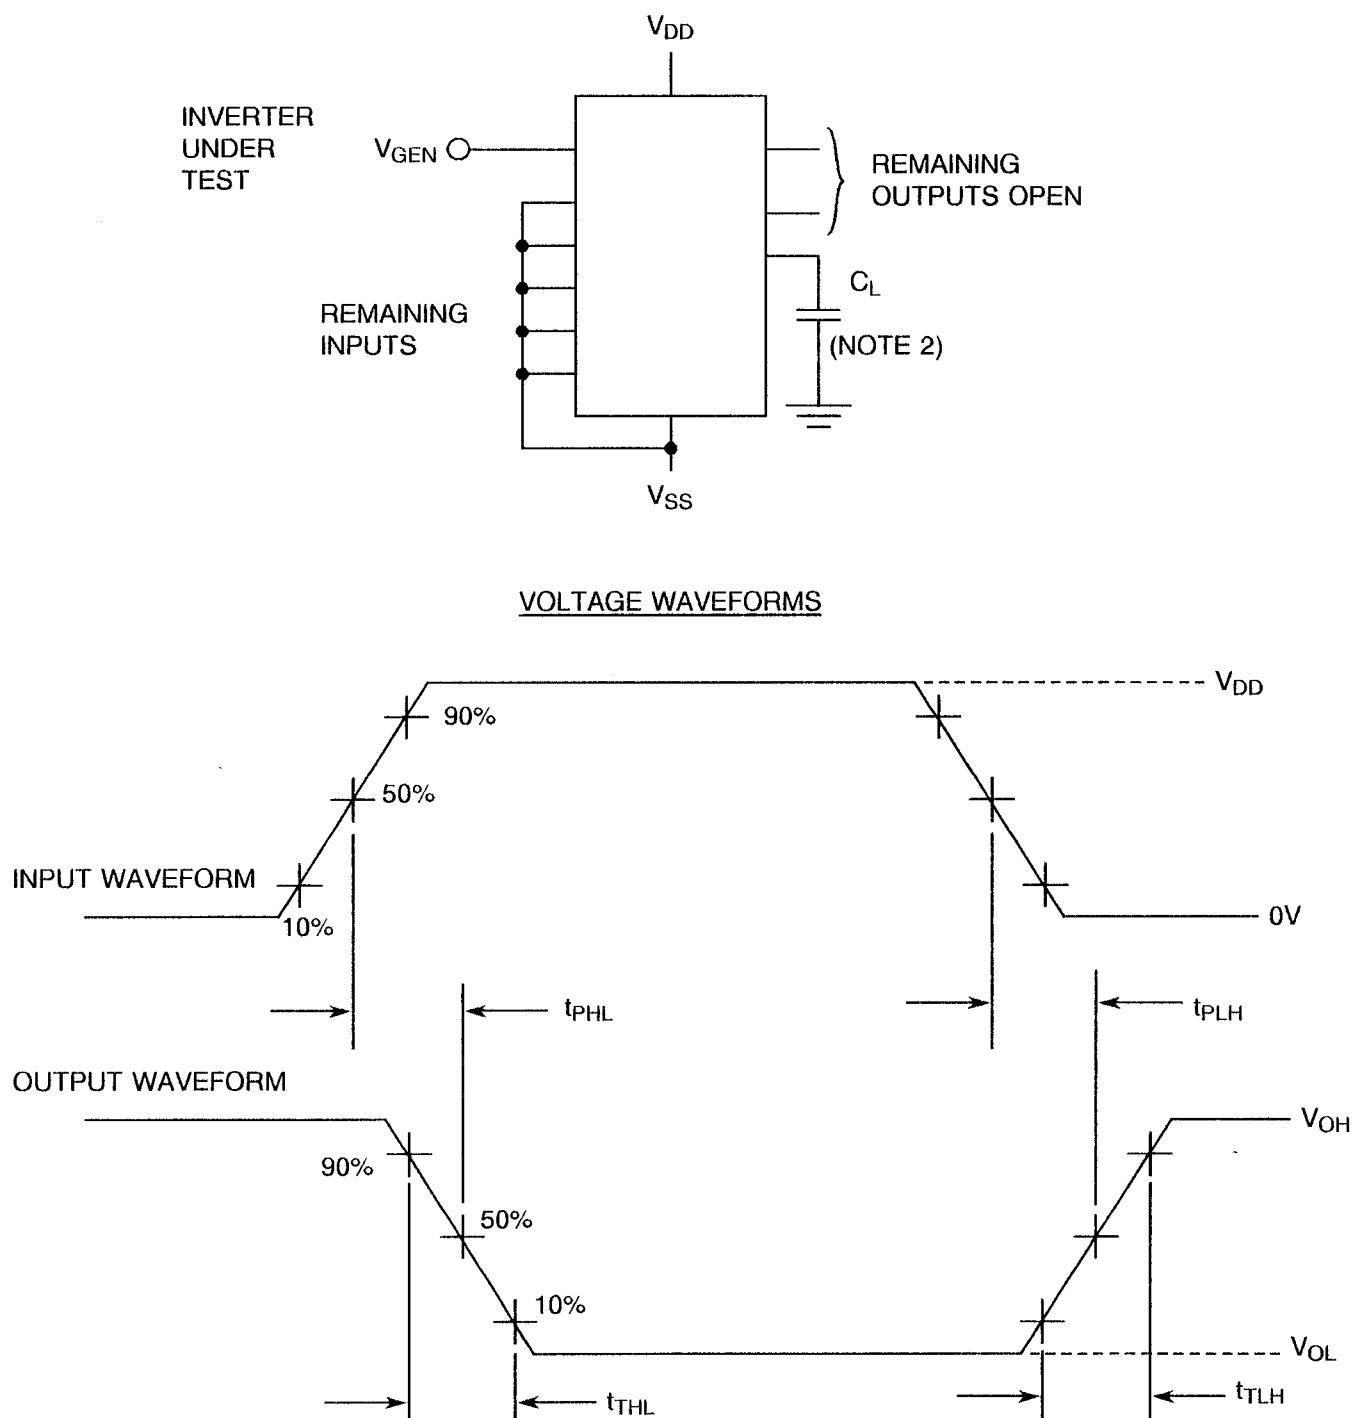 VDD
INVERTER
UNDER
TEST
VGEN
REMAINING
OUTPUTS OPEN
CL
(NOTE 2)
REMAINING
INPUTS
VSS
VOLTAGE WAVEFORMS
VDD
90%
50%
INPUT WAVEFORM
10%
0V
tPHL
tPLH
OUTPUT WAVEFORM
VOH
90%
50%
10%
VOL
tTHL
tTLH